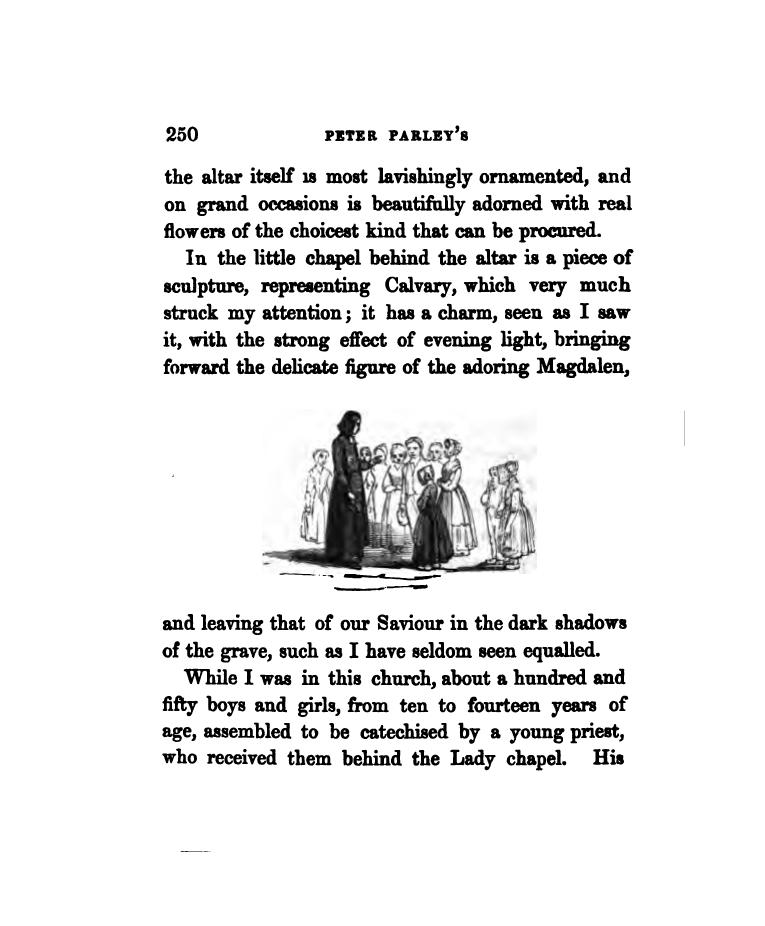 250 PETER PARLEY'S
the altar itself is most lavishingly ornamented, and
on grand occasions is beautifully adorned with real
flowers of the choicest kind that can be procured.
In the little chapel behind the altar is a piece of
sculpture, representing Calvary, which very much
struck my attention; it has a charm, seen as I saw
it, with the strong effect of evening light, bringing
forward the delicate figure of the adoring Magdalen,
and leaving that of our Saviour in the dark shadows
of the grave, such as I have seldom seen equalled.
While I was in this church, about a hundred and
fifty boys and girls, from ten to fourteen years of
age, assembled to be catechised by a young priest,
who received them behind the Lady chapel. His